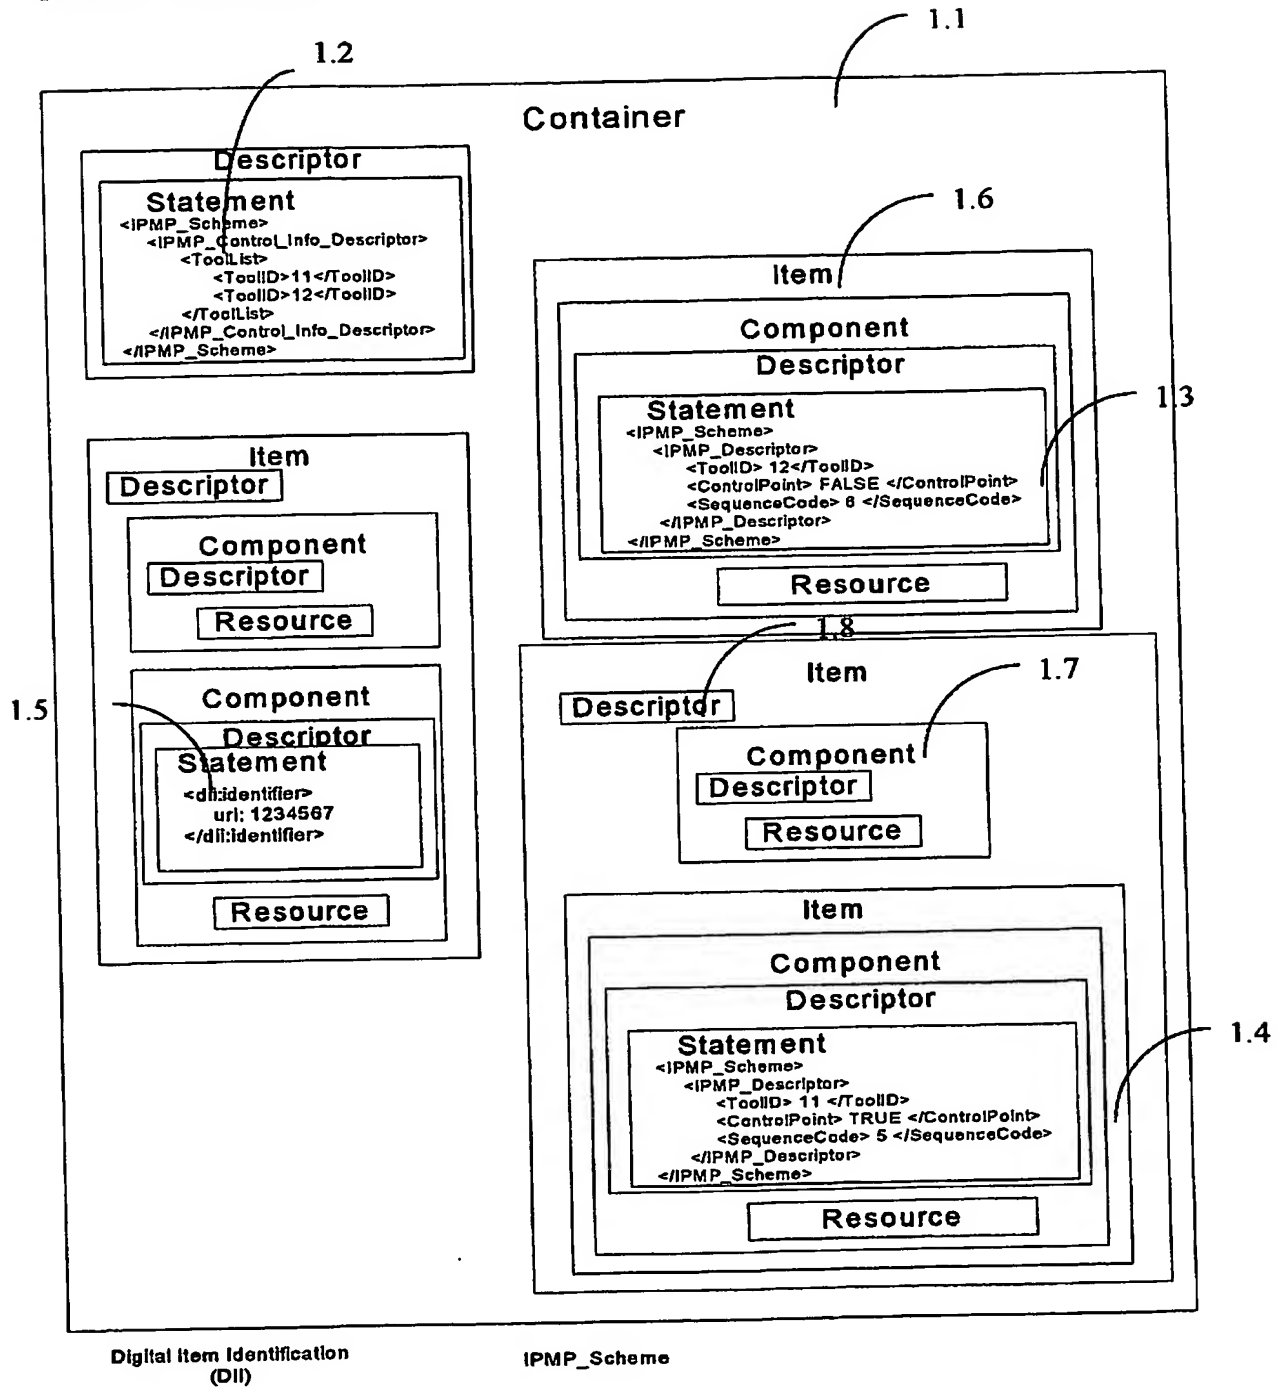 1.1
1.2
Container
Descriptor
Statement
<IPMP_Scheme>
<IPMP_Control_Info_Descriptor>
<ToolList>
<ToolID>11</ToolID>
<ToolID>12</ToolID>
</ToolList>
</IPMP_Control_Info_Descriptor>
</IPMP_Scheme>
1.6
Item
Component
Descriptor
1.3
Statement
<IPMP_Scheme>
<IPMP_Descriptor>
<ToolID> 12</ToolID>
<ControlPoint> FALSE </ControlPoint>
<SequenceCode> 6 </SequenceCode>
</IPMP_Descriptor>
</IPMP_Scheme>
Resource
Item
Descriptor
Component
Descriptor
Resource
1.5
Component
Descriptor
Statement
<dii:identifier>
uri: 1234567
</dii:identifier>
Resource
1.8
Item
1.7
Descriptor
Component
Descriptor
Resource
Item
Component
Descriptor
1.4
Statement
<IPMP_Scheme>
<IPMP_Descriptor>
<ToolID> 11 </ToolID>
<ControlPoint> TRUE </ControlPoint>
<SequenceCode> 5 </SequenceCode>
</IPMP_Descriptor>
</IPMP_Scheme>
Resource
Digital Item Identification
(DII)
IPMP_Scheme